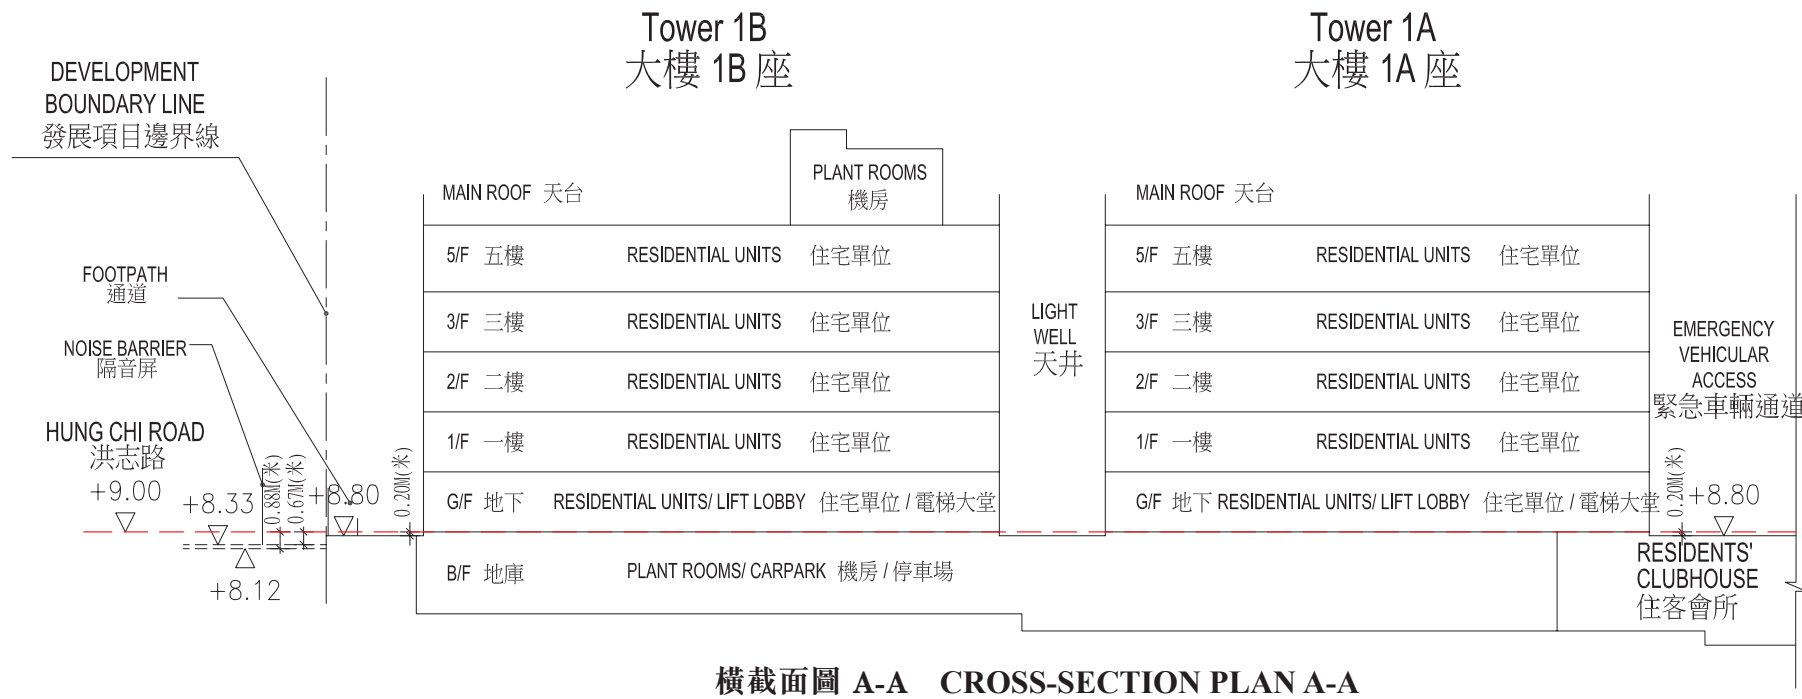 Tower 1B
大樓 1B 座
Tower 1A
大樓 1A 座
DEVELOPMENT
BOUNDARY LINE
發展項目邊界線
PLANT ROOMS
機房
MAIN ROOF 天台
MAIN ROOF 天台
5/F 五樓 RESIDENTIAL UNITS 住宅單位
5/F 五樓 RESIDENTIAL UNITS 住宅單位
FOOTPATH
通道
3/F 三樓 RESIDENTIAL UNITS 住宅單位
LIGHT
WELL
天井
3/F 三樓 RESIDENTIAL UNITS 住宅單位
EMERGENCY
VEHICULAR
ACCESS
緊急車輛通道
NOISE BARRIER
隔音屏
2/F 二樓 RESIDENTIAL UNITS 住宅單位
2/F 二樓 RESIDENTIAL UNITS 住宅單位
HUNG CHI ROAD
洪志路
1/F 一樓 RESIDENTIAL UNITS 住宅單位
1/F 一樓 RESIDENTIAL UNITS 住宅單位
+9.00
+8.33
0.88M(米)
0.67M(米)
+8.80
0.20M(米)
G/F 地下 RESIDENTIAL UNITS/ LIFT LOBBY 住宅單位 / 電梯大堂
G/F 地下 RESIDENTIAL UNITS/ LIFT LOBBY 住宅單位 / 電梯大堂
0.20M(米)
+8.80
+8.12
B/F 地庫 PLANT ROOMS/ CARPARK 機房 / 停車場
RESIDENTS'
CLUBHOUSE
住客會所
橫截面圖 A-A CROSS-SECTION PLAN A-A